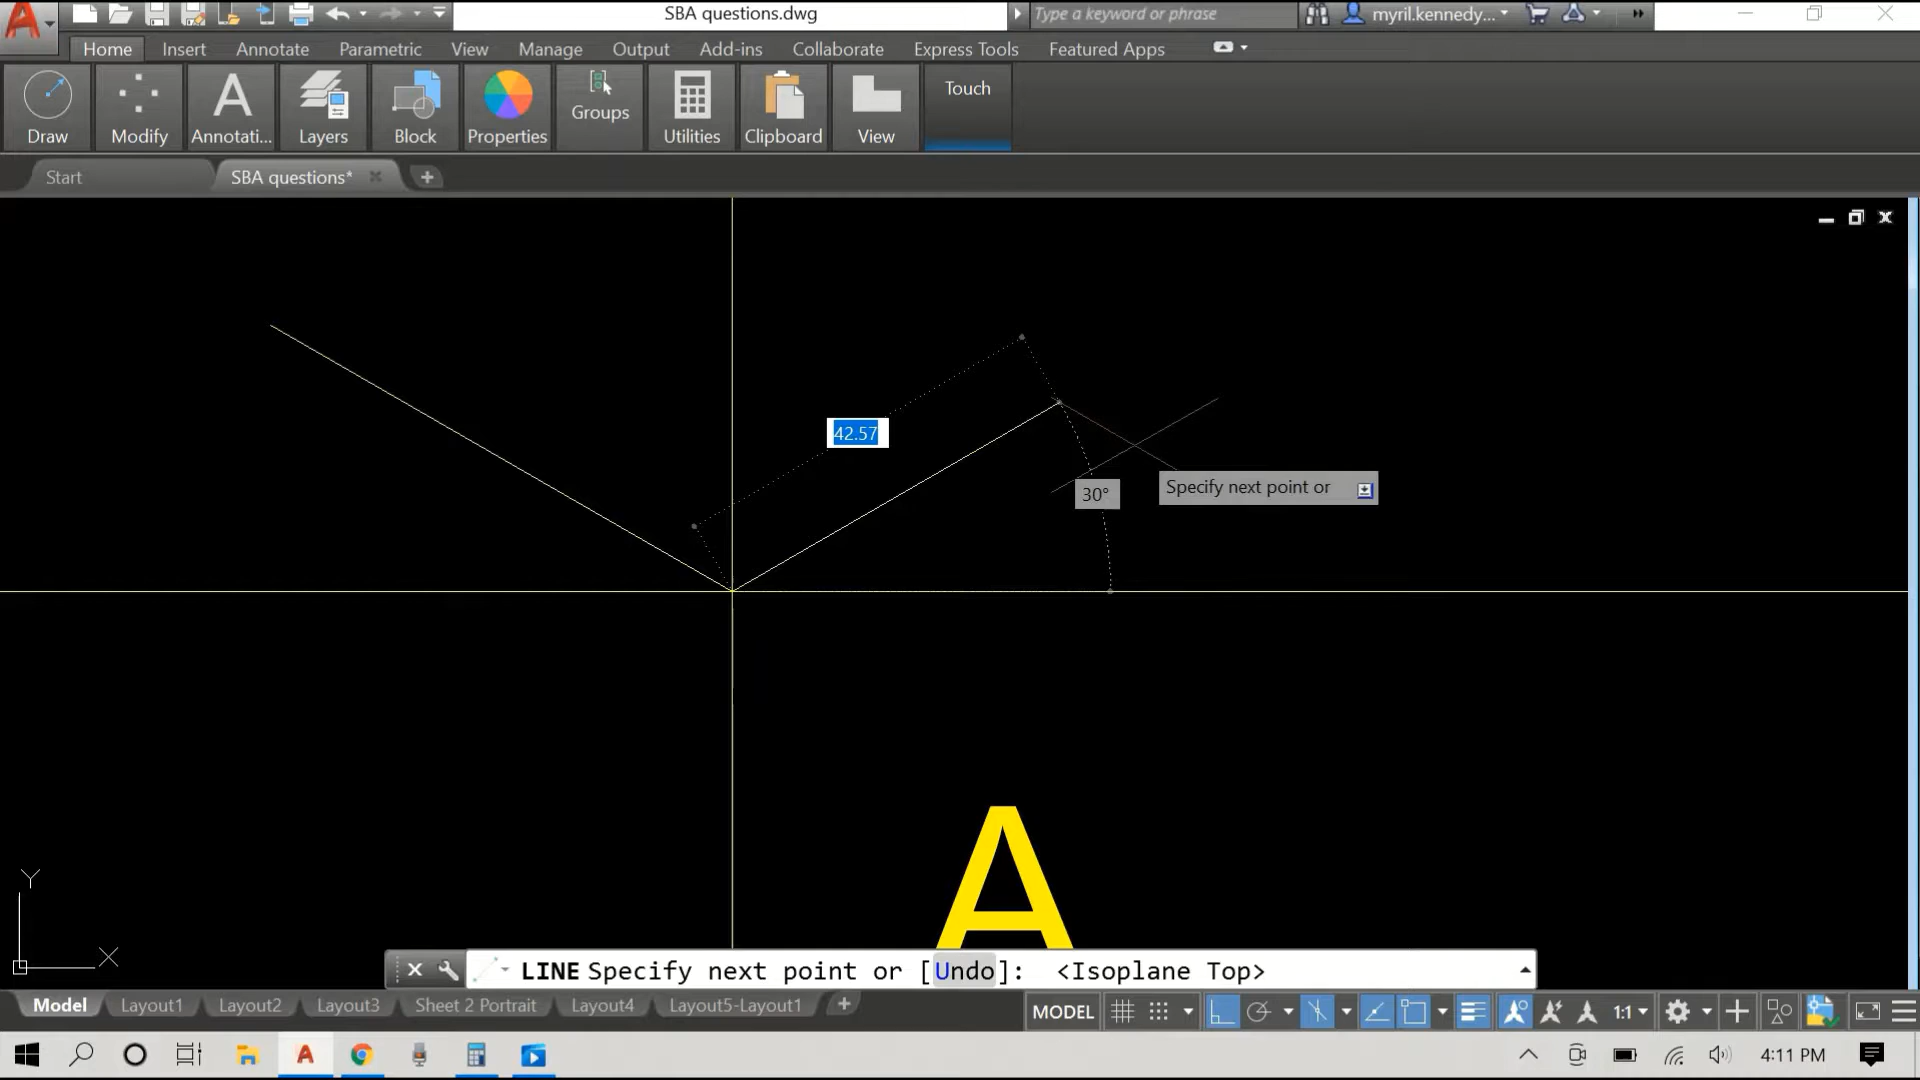 SBA questions.dwg
Type a keyword or phrase
myril.kennedy...
Home Insert Annotate Parametric View Manage Output Add-ins Collaborate Express Tools Featured Apps
Draw Modify Annotati... Layers Block Properties Groups Utilities Clipboard View Touch
Start SBA questions*
42.57
30°
Specify next point or
A
Y
X
LINE Specify next point or [Undo]: <Isoplane Top>
Model Layout1 Layout2 Layout3 Sheet 2 Portrait Layout4 Layout5-Layout1
MODEL 1:1
4:11 PM